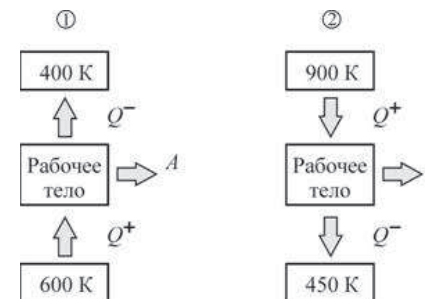 ① ②
400 К 900 К
Q⁻ Q⁺
Рабочее Рабочее
тело A тело
Q⁺ Q⁻
600 К 450 К